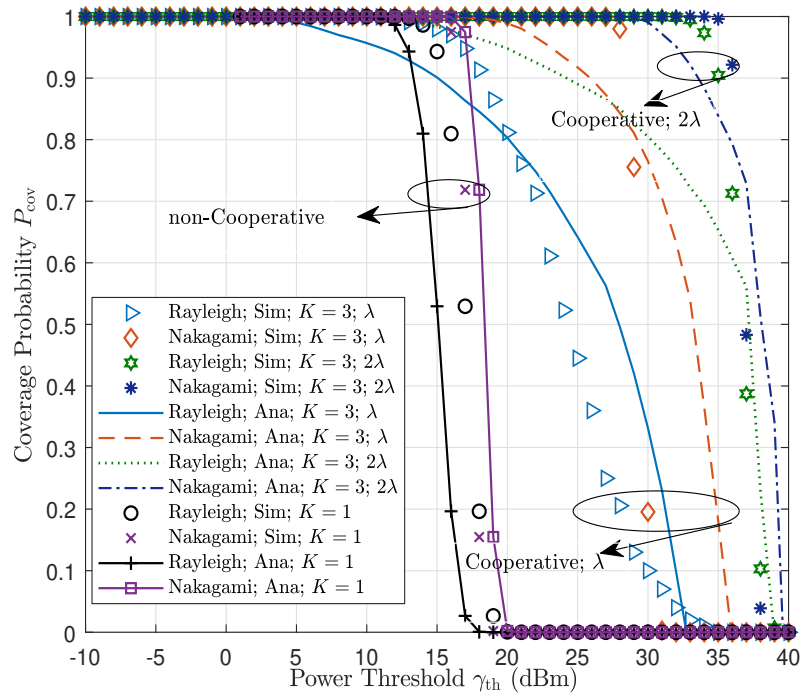 1
0.9
0.8
0.7
0.6
0.5
0.4
0.3
0.2
0.1
0
Coverage Probability P_cov
Cooperative; 2λ
non-Cooperative
Rayleigh; Sim; K = 3; λ
Nakagami; Sim; K = 3; λ
Rayleigh; Sim; K = 3; 2λ
Nakagami; Sim; K = 3; 2λ
Rayleigh; Ana; K = 3; λ
Nakagami; Ana; K = 3; λ
Rayleigh; Ana; K = 3; 2λ
Nakagami; Ana; K = 3; 2λ
Rayleigh; Sim; K = 1
Nakagami; Sim; K = 1
Rayleigh; Ana; K = 1
Nakagami; Ana; K = 1
Cooperative; λ
-10 -5 0 5 10 15 20 25 30 35 40
Power Threshold γ_th (dBm)